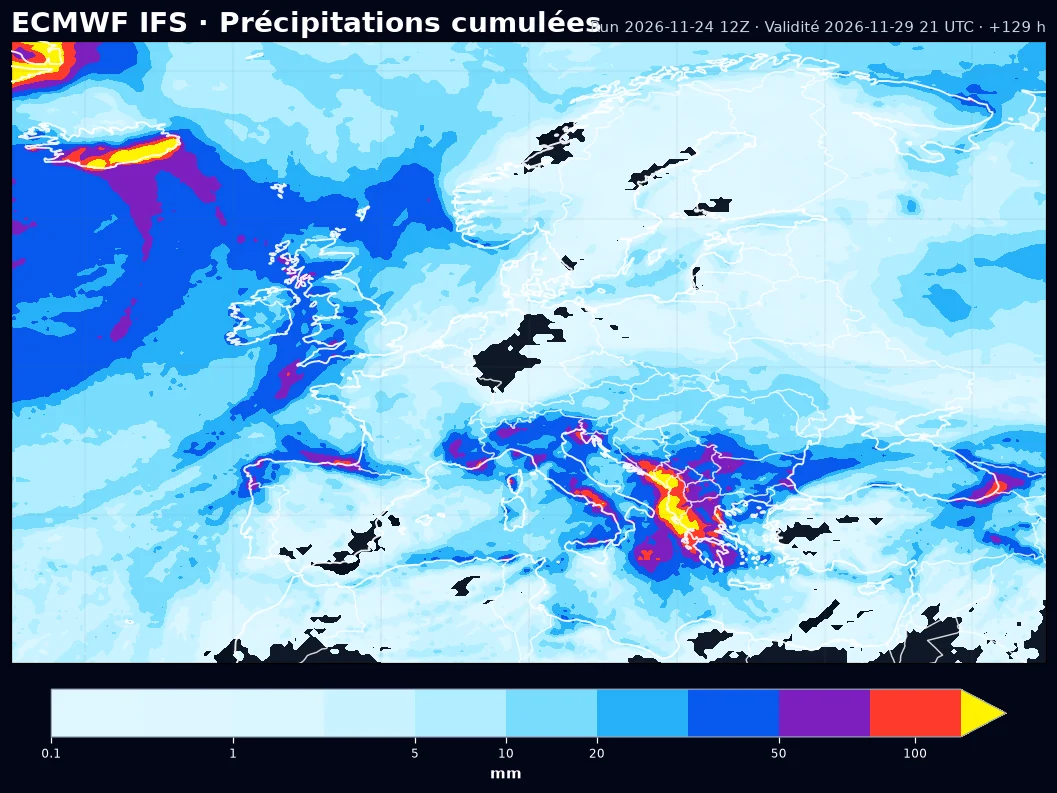 ECMWF IFS · Précipitations cumulées
Run 2026-11-24 12Z · Validité 2026-11-29 21 UTC · +129 h
0.1 1 5 10 20 50 100
mm